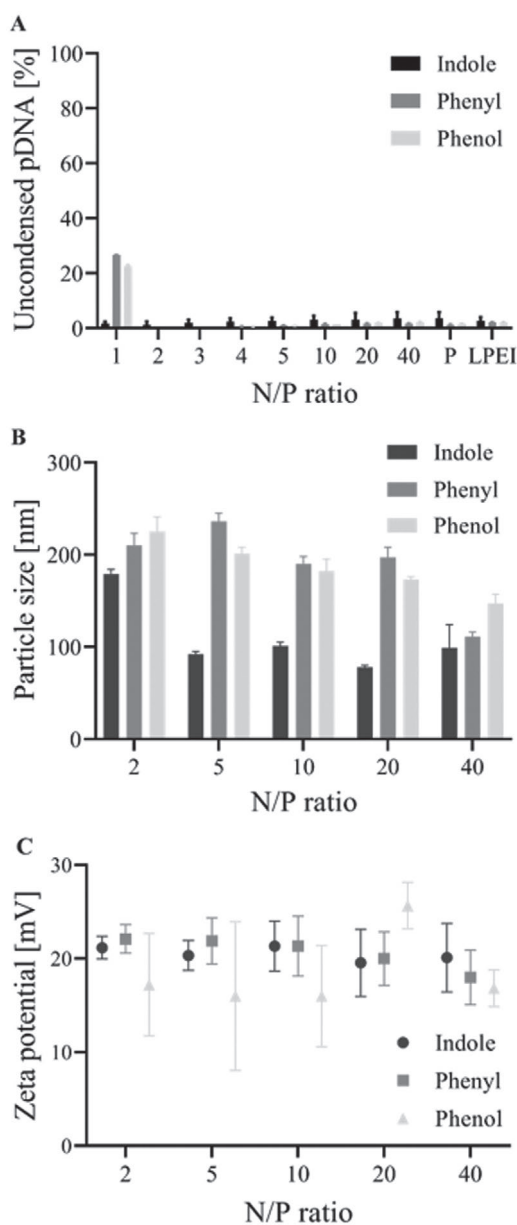 A
Uncondensed pDNA [%]
100
80
60
40
20
0
Indole
Phenyl
Phenol
1 2 3 4 5 10 20 40 P LPEI
N/P ratio
B
Particle size [nm]
300
200
100
0
Indole
Phenyl
Phenol
2 5 10 20 40
N/P ratio
C
Zeta potential [mV]
30
20
10
0
Indole
Phenyl
Phenol
2 5 10 20 40
N/P ratio